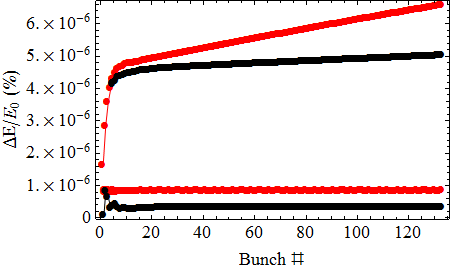 6. × 10⁻⁶
5. × 10⁻⁶
4. × 10⁻⁶
3. × 10⁻⁶
2. × 10⁻⁶
1. × 10⁻⁶
0
ΔE/E₀ (%)
0 20 40 60 80 100 120
Bunch #